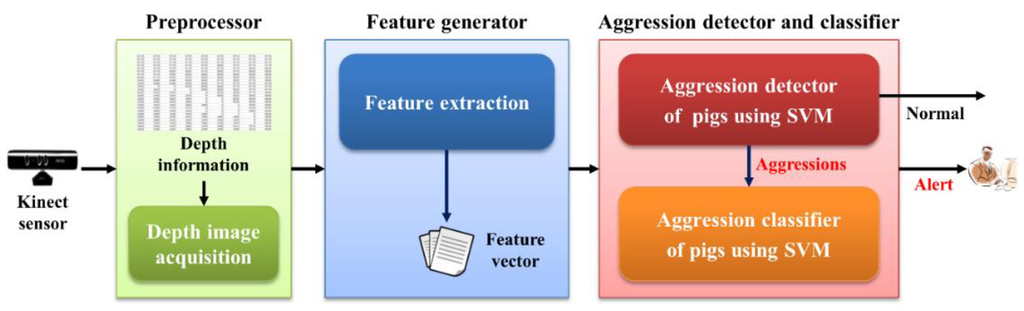 Preprocessor
Feature generator
Aggression detector and classifier
Kinect
sensor
Depth
information
Depth image
acquisition
Feature extraction
Feature
vector
Aggression detector
of pigs using SVM
Aggressions
Aggression classifier
of pigs using SVM
Normal
Alert